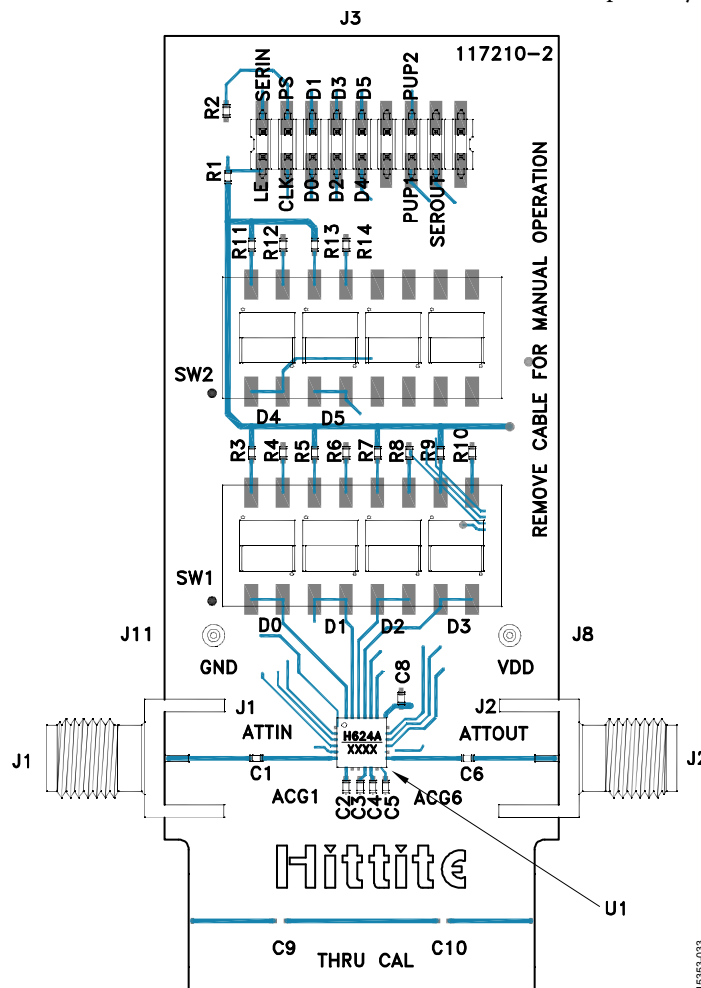 J3
117210-2
R2
SERIN
PS
D1
D3
D5
PUP2
R1
LE
CLK
D0
D2
D4
PUP1
SEROUT
REMOVE CABLE FOR MANUAL OPERATION
R11
R12
R13
R14
SW2
D4
D5
R3
R4
R5
R6
R7
R8
R9
R10
SW1
D0
D1
D2
D3
J11
J8
GND
VDD
C8
J1
J2
ATTIN
H624A
XXXX
ATTOUT
J1
J2
C1
C6
ACG1
C2
C3
C4
C5
ACG6
Hittite
U1
C9
C10
THRU CAL
15353-033